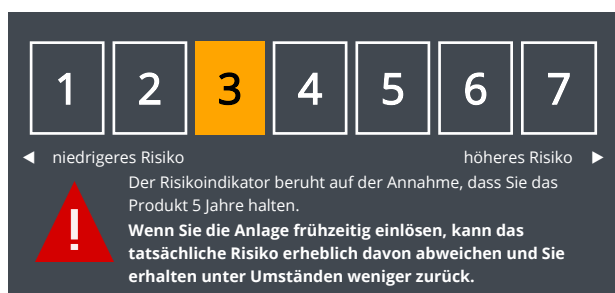 1 2 3 4 5 6 7
niedrigeres Risiko höheres Risiko
Der Risikoindikator beruht auf der Annahme, dass Sie das
Produkt 5 Jahre halten.
Wenn Sie die Anlage frühzeitig einlösen, kann das
tatsächliche Risiko erheblich davon abweichen und Sie
erhalten unter Umständen weniger zurück.